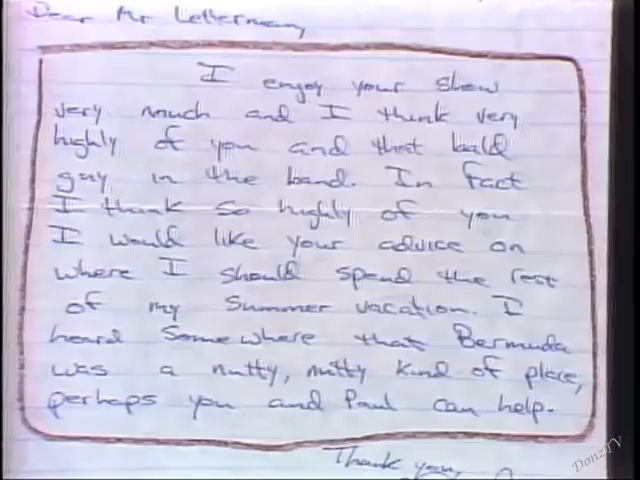 Dear Mr Letterman,
I enjoy your show
very much and I think very
highly of you and that bald
guy in the band. In fact
I think so highly of you
I would like your advice on
where I should spend the rest
of my summer vacation. I
heard somewhere that Bermuda
was a nutty, nutty kind of place,
perhaps you and Paul can help.
Thank you,
DonzTV